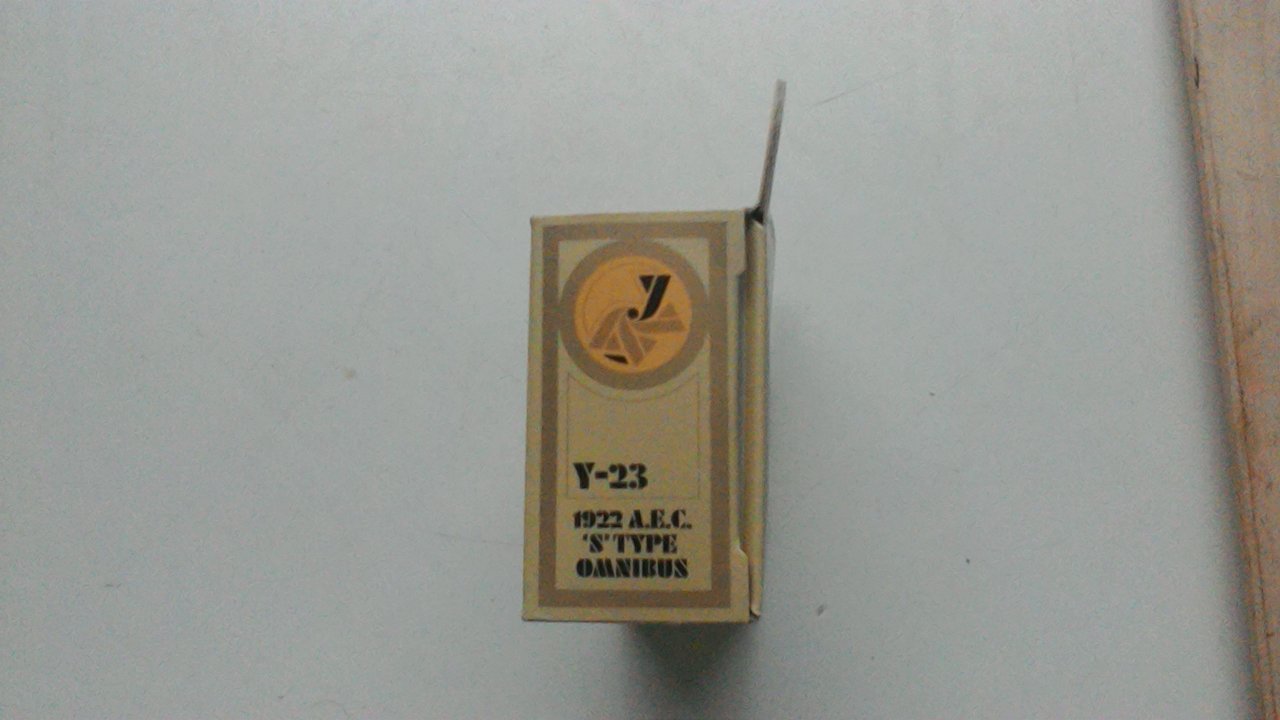 y
Y-23
1922 A.E.C.
'S' TYPE
OMNIBUS